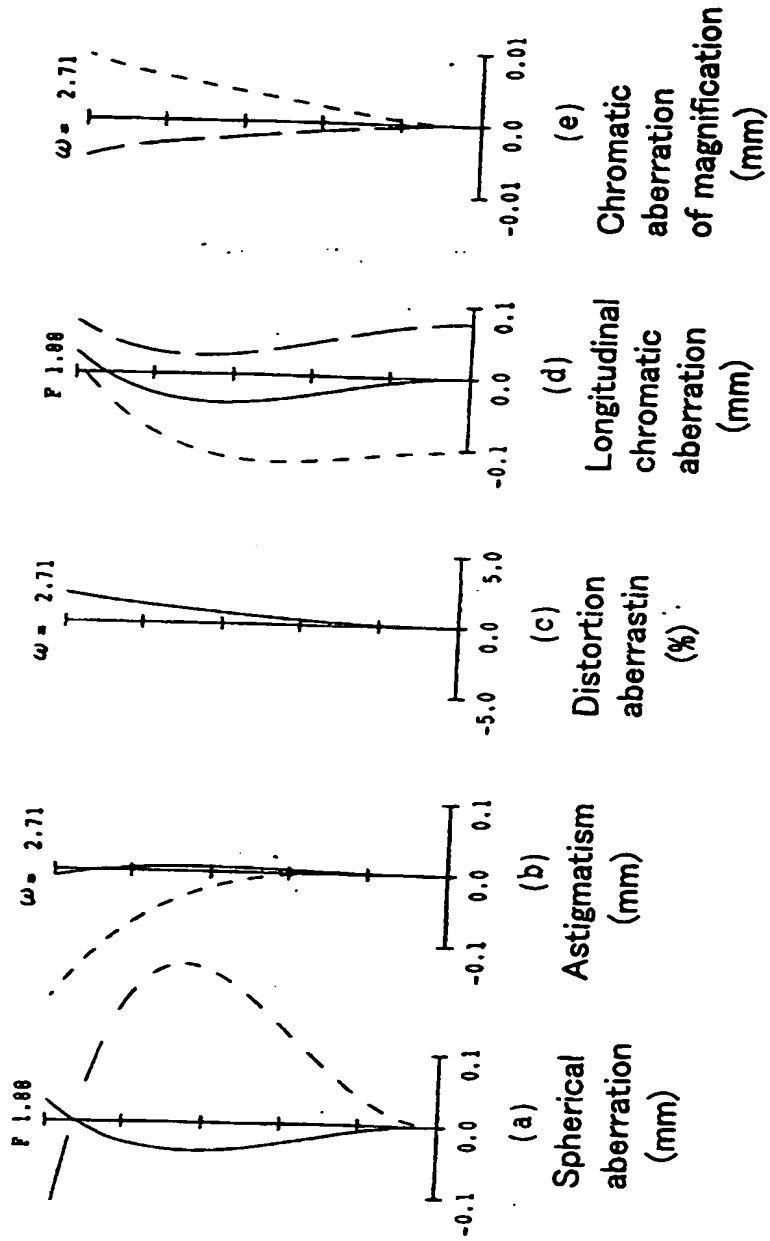 F 1.88
-0.1
0.0
0.1
(a)
Spherical
aberration
(mm)
ω= 2.71
-0.1
0.0
0.1
(b)
Astigmatism
(mm)
ω= 2.71
-5.0
0.0
5.0
(c)
Distortion
aberrastin
(%)
F 1.88
-0.1
0.0
0.1
(d)
Longitudinal
chromatic
aberration
(mm)
ω= 2.71
-0.01
0.0
0.01
(e)
Chromatic
aberration
of magnification
(mm)